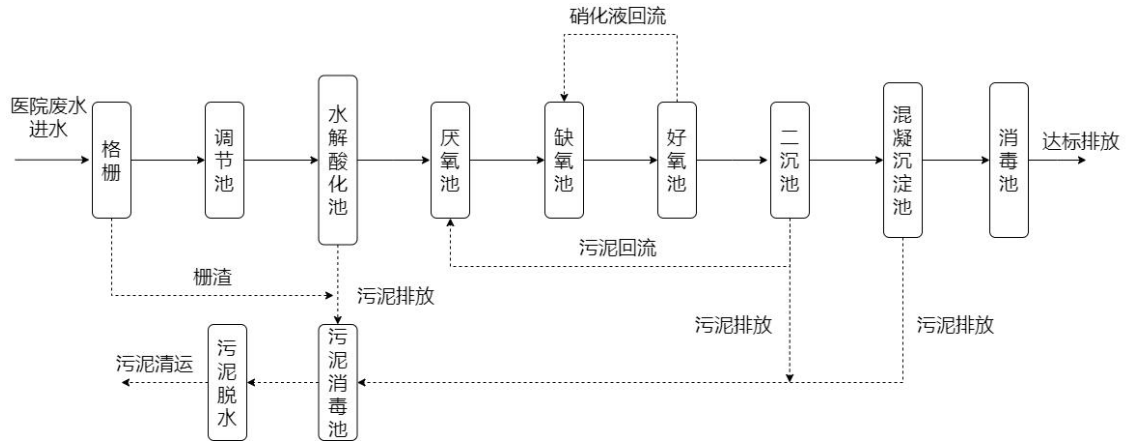 硝化液回流
医院废水
进水
格栅
调节池
水解酸化池
厌氧池
缺氧池
好氧池
二沉池
混凝沉淀池
消毒池
达标排放
污泥回流
栅渣
污泥排放
污泥排放
污泥排放
污泥清运
污泥脱水
污泥消毒池